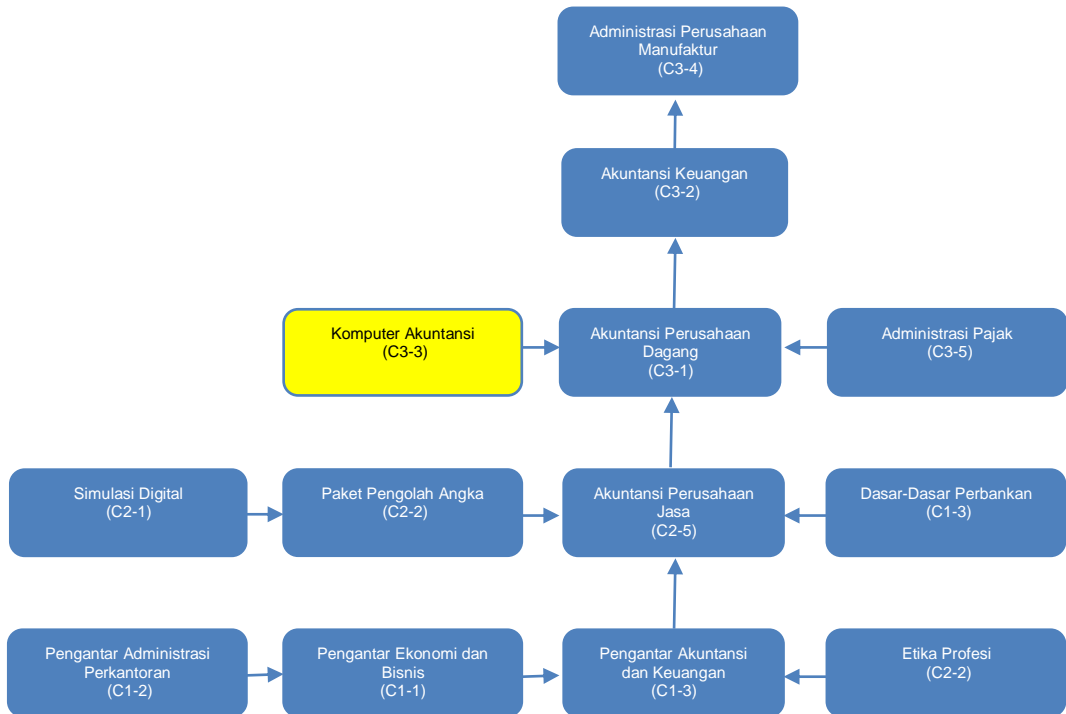 Administrasi Perusahaan
Manufaktur
(C3-4)
Akuntansi Keuangan
(C3-2)
Komputer Akuntansi
(C3-3)
Akuntansi Perusahaan
Dagang
(C3-1)
Administrasi Pajak
(C3-5)
Simulasi Digital
(C2-1)
Paket Pengolah Angka
(C2-2)
Akuntansi Perusahaan
Jasa
(C2-5)
Dasar-Dasar Perbankan
(C1-3)
Pengantar Administrasi
Perkantoran
(C1-2)
Pengantar Ekonomi dan
Bisnis
(C1-1)
Pengantar Akuntansi
dan Keuangan
(C1-3)
Etika Profesi
(C2-2)